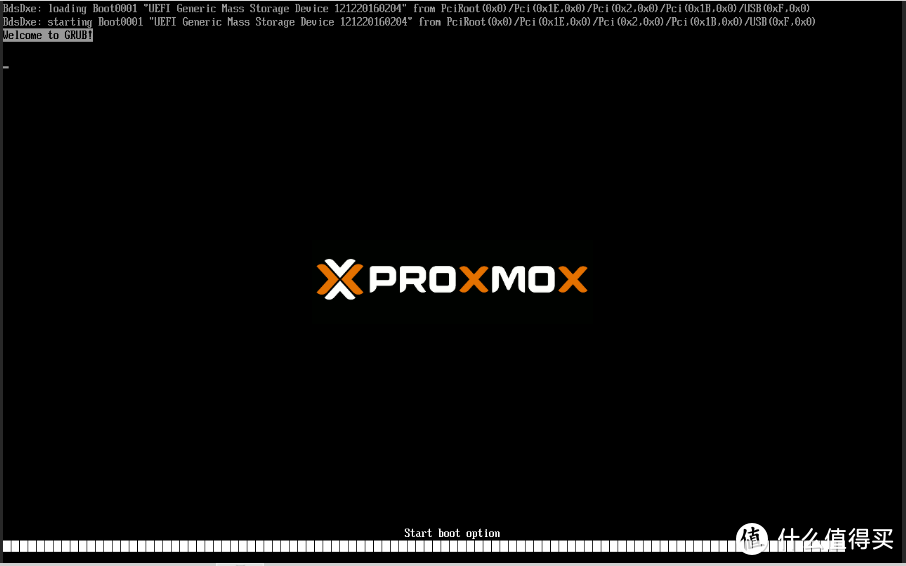 BdsDxe: loading Boot0001 "UEFI Generic Mass Storage Device 121220160204" from PciRoot(0x0)/Pci(0x1E,0x0)/Pci(0x2,0x0)/Pci(0x1B,0x0)/USB(0xF,0x0)
BdsDxe: starting Boot0001 "UEFI Generic Mass Storage Device 121220160204" from PciRoot(0x0)/Pci(0x1E,0x0)/Pci(0x2,0x0)/Pci(0x1B,0x0)/USB(0xF,0x0)
Welcome to GRUB!
PROXMOX
Start boot option
值 什么值得买